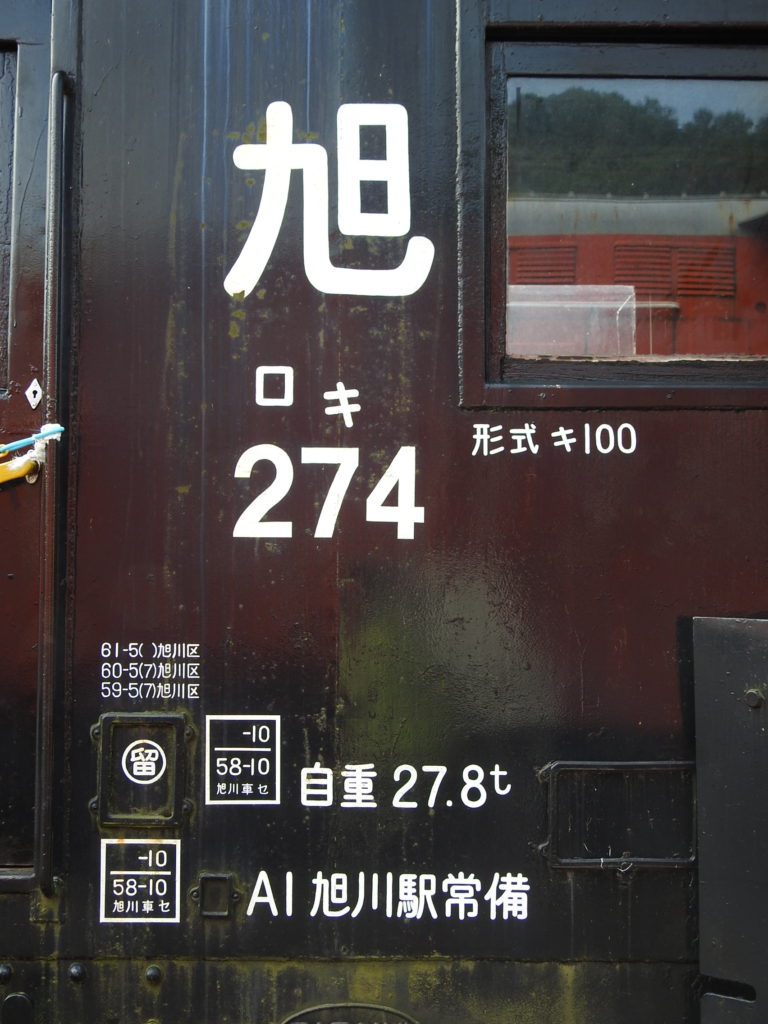 旭
ロキ
274
形式 キ100
61-5( )旭川区
60-5(7)旭川区
59-5(7)旭川区
留
-10
58-10
旭川車セ
自重 27.8t
-10
58-10
旭川車セ
A1 旭川駅常備